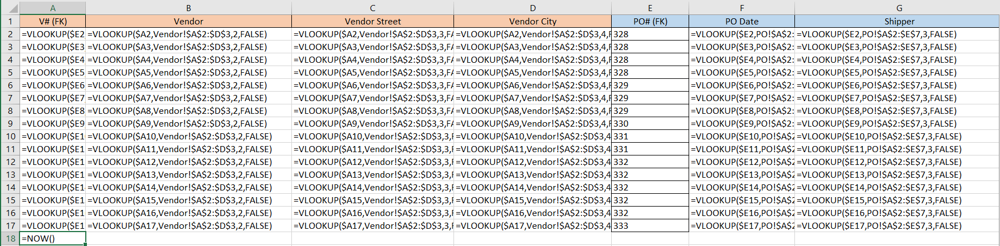 A B C D E F G
1 V# (FK) Vendor Vendor Street Vendor City PO# (FK) PO Date Shipper
2 =VLOOKUP($E2, =VLOOKUP($A2,Vendor!$A$2:$D$3,2,FALSE) =VLOOKUP($A2,Vendor!$A$2:$D$3,3,FA =VLOOKUP($A2,Vendor!$A$2:$D$3,4,F 328 =VLOOKUP($E2,PO!$A$2: =VLOOKUP($E2,PO!$A$2:$E$7,3,FALSE)
3 =VLOOKUP($E3, =VLOOKUP($A3,Vendor!$A$2:$D$3,2,FALSE) =VLOOKUP($A3,Vendor!$A$2:$D$3,3,FA =VLOOKUP($A3,Vendor!$A$2:$D$3,4,F 328 =VLOOKUP($E3,PO!$A$2: =VLOOKUP($E3,PO!$A$2:$E$7,3,FALSE)
4 =VLOOKUP($E4, =VLOOKUP($A4,Vendor!$A$2:$D$3,2,FALSE) =VLOOKUP($A4,Vendor!$A$2:$D$3,3,FA =VLOOKUP($A4,Vendor!$A$2:$D$3,4,F 328 =VLOOKUP($E4,PO!$A$2: =VLOOKUP($E4,PO!$A$2:$E$7,3,FALSE)
5 =VLOOKUP($E5 =VLOOKUP($A5,Vendor!$A$2:$D$3,2,FALSE) =VLOOKUP($A5,Vendor!$A$2:$D$3,3,FA =VLOOKUP($A5,Vendor!$A$2:$D$3,4,F 328 =VLOOKUP($E5,PO!$A$2: =VLOOKUP($E5,PO!$A$2:$E$7,3,FALSE)
6 =VLOOKUP($E6 =VLOOKUP($A6,Vendor!$A$2:$D$3,2,FALSE) =VLOOKUP($A6,Vendor!$A$2:$D$3,3,FA =VLOOKUP($A6,Vendor!$A$2:$D$3,4,F 329 =VLOOKUP($E6,PO!$A$2: =VLOOKUP($E6,PO!$A$2:$E$7,3,FALSE)
7 =VLOOKUP($E7, =VLOOKUP($A7,Vendor!$A$2:$D$3,2,FALSE) =VLOOKUP($A7,Vendor!$A$2:$D$3,3,FA =VLOOKUP($A7,Vendor!$A$2:$D$3,4,F 329 =VLOOKUP($E7,PO!$A$2: =VLOOKUP($E7,PO!$A$2:$E$7,3,FALSE)
8 =VLOOKUP($E8 =VLOOKUP($A8,Vendor!$A$2:$D$3,2,FALSE) =VLOOKUP($A8,Vendor!$A$2:$D$3,3,FA =VLOOKUP($A8,Vendor!$A$2:$D$3,4,F 329 =VLOOKUP($E8,PO!$A$2: =VLOOKUP($E8,PO!$A$2:$E$7,3,FALSE)
9 =VLOOKUP($E9 =VLOOKUP($A9,Vendor!$A$2:$D$3,2,FALSE) =VLOOKUP($A9,Vendor!$A$2:$D$3,3,FA =VLOOKUP($A9,Vendor!$A$2:$D$3,4,F 330 =VLOOKUP($E9,PO!$A$2: =VLOOKUP($E9,PO!$A$2:$E$7,3,FALSE)
10 =VLOOKUP($E1 =VLOOKUP($A10,Vendor!$A$2:$D$3,2,FALSE) =VLOOKUP($A10,Vendor!$A$2:$D$3,3,F =VLOOKUP($A10,Vendor!$A$2:$D$3,4 331 =VLOOKUP($E10,PO!$A$2 =VLOOKUP($E10,PO!$A$2:$E$7,3,FALSE)
11 =VLOOKUP($E1 =VLOOKUP($A11,Vendor!$A$2:$D$3,2,FALSE) =VLOOKUP($A11,Vendor!$A$2:$D$3,3,F =VLOOKUP($A11,Vendor!$A$2:$D$3,4 331 =VLOOKUP($E11,PO!$A$2 =VLOOKUP($E11,PO!$A$2:$E$7,3,FALSE)
12 =VLOOKUP($E1 =VLOOKUP($A12,Vendor!$A$2:$D$3,2,FALSE) =VLOOKUP($A12,Vendor!$A$2:$D$3,3,F =VLOOKUP($A12,Vendor!$A$2:$D$3,4 332 =VLOOKUP($E12,PO!$A$2 =VLOOKUP($E12,PO!$A$2:$E$7,3,FALSE)
13 =VLOOKUP($E1 =VLOOKUP($A13,Vendor!$A$2:$D$3,2,FALSE) =VLOOKUP($A13,Vendor!$A$2:$D$3,3,F =VLOOKUP($A13,Vendor!$A$2:$D$3,4 332 =VLOOKUP($E13,PO!$A$2 =VLOOKUP($E13,PO!$A$2:$E$7,3,FALSE)
14 =VLOOKUP($E1 =VLOOKUP($A14,Vendor!$A$2:$D$3,2,FALSE) =VLOOKUP($A14,Vendor!$A$2:$D$3,3,F =VLOOKUP($A14,Vendor!$A$2:$D$3,4 332 =VLOOKUP($E14,PO!$A$2 =VLOOKUP($E14,PO!$A$2:$E$7,3,FALSE)
15 =VLOOKUP($E1 =VLOOKUP($A15,Vendor!$A$2:$D$3,2,FALSE) =VLOOKUP($A15,Vendor!$A$2:$D$3,3,F =VLOOKUP($A15,Vendor!$A$2:$D$3,4 332 =VLOOKUP($E15,PO!$A$2 =VLOOKUP($E15,PO!$A$2:$E$7,3,FALSE)
16 =VLOOKUP($E1 =VLOOKUP($A16,Vendor!$A$2:$D$3,2,FALSE) =VLOOKUP($A16,Vendor!$A$2:$D$3,3,F =VLOOKUP($A16,Vendor!$A$2:$D$3,4 332 =VLOOKUP($E16,PO!$A$2 =VLOOKUP($E16,PO!$A$2:$E$7,3,FALSE)
17 =VLOOKUP($E1 =VLOOKUP($A17,Vendor!$A$2:$D$3,2,FALSE) =VLOOKUP($A17,Vendor!$A$2:$D$3,3,F =VLOOKUP($A17,Vendor!$A$2:$D$3,4 333 =VLOOKUP($E17,PO!$A$2 =VLOOKUP($E17,PO!$A$2:$E$7,3,FALSE)
18 =NOW()